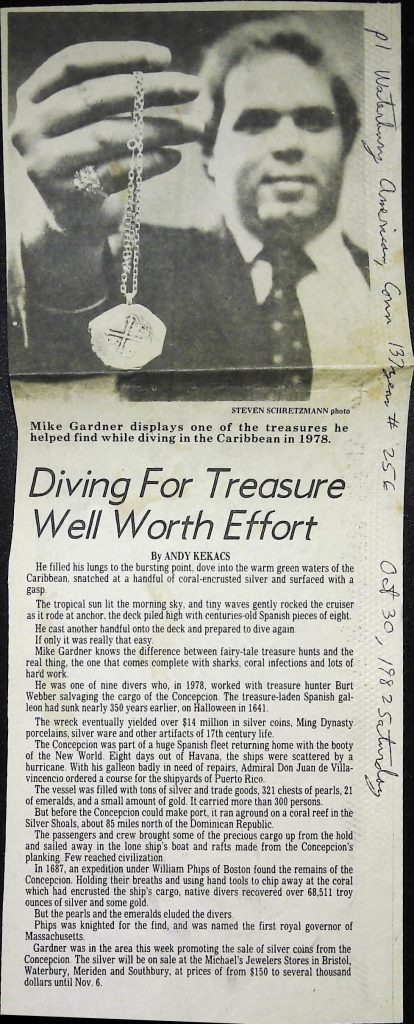 p1 Waterbury American, Conn 137 year # 256 Oct 30, 1982 Saturday
STEVEN SCHRETZMANN photo
Mike Gardner displays one of the treasures he
helped find while diving in the Caribbean in 1978.
Diving For Treasure
Well Worth Effort
By ANDY KEKACS
He filled his lungs to the bursting point, dove into the warm green waters of the
Caribbean, snatched at a handful of coral-encrusted silver and surfaced with a
gasp.
The tropical sun lit the morning sky, and tiny waves gently rocked the cruiser
as it rode at anchor, the deck piled high with centuries-old Spanish pieces of eight.
He cast another handful onto the deck and prepared to dive again.
If only it was really that easy.
Mike Gardner knows the difference between fairy-tale treasure hunts and the
real thing, the one that comes complete with sharks, coral infections and lots of
hard work.
He was one of nine divers who, in 1978, worked with treasure hunter Burt
Webber salvaging the cargo of the Concepcion. The treasure-laden Spanish gal-
leon had sunk nearly 350 years earlier, on Halloween in 1641.
The wreck eventually yielded over $14 million in silver coins, Ming Dynasty
porcelains, silver ware and other artifacts of 17th century life.
The Concepcion was part of a huge Spanish fleet returning home with the booty
of the New World. Eight days out of Havana, the ships were scattered by a
hurricane. With his galleon badly in need of repairs, Admiral Don Juan de Villa-
vincencio ordered a course for the shipyards of Puerto Rico.
The vessel was filled with tons of silver and trade goods, 321 chests of pearls, 21
of emeralds, and a small amount of gold. It carried more than 300 persons.
But before the Concepcion could make port, it ran aground on a coral reef in the
Silver Shoals, about 85 miles north of the Dominican Republic.
The passengers and crew brought some of the precious cargo up from the hold
and sailed away in the lone ship's boat and rafts made from the Concepcion's
planking. Few reached civilization.
In 1687, an expedition under William Phips of Boston found the remains of the
Concepcion. Holding their breaths and using hand tools to chip away at the coral
which had encrusted the ship's cargo, native divers recovered over 68,511 troy
ounces of silver and some gold.
But the pearls and the emeralds eluded the divers.
Phips was knighted for the find, and was named the first royal governor of
Massachusetts.
Gardner was in the area this week promoting the sale of silver coins from the
Concepcion. The silver will be on sale at the Michael's Jewelers Stores in Bristol,
Waterbury, Meriden and Southbury, at prices of from $150 to several thousand
dollars until Nov. 6.